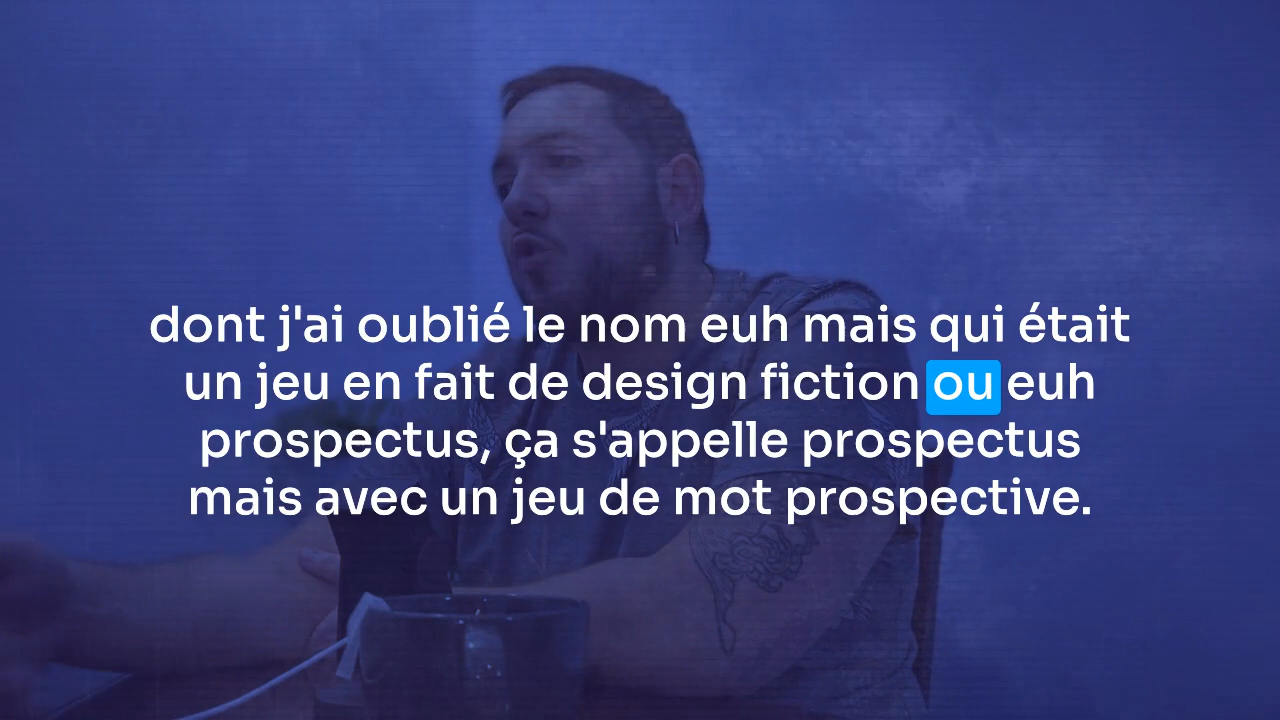 dont j'ai oublié le nom euh mais qui était
un jeu en fait de design fiction ou euh
prospectus, ça s'appelle prospectus
mais avec un jeu de mot prospective.